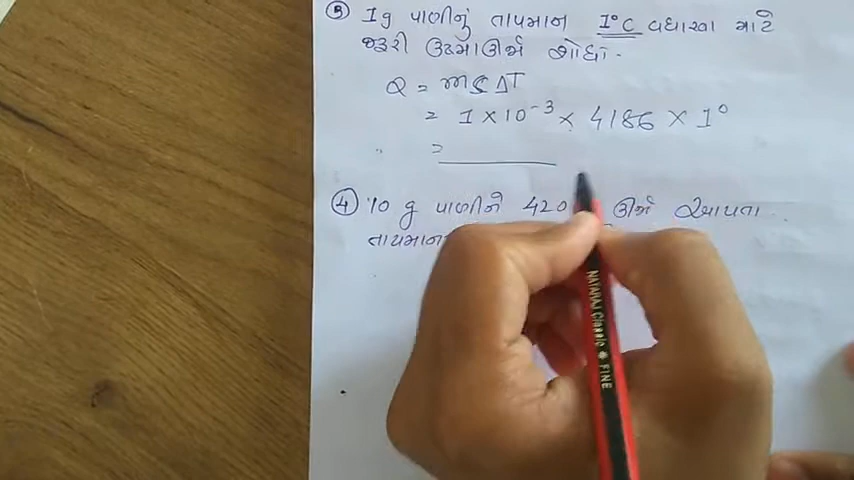 ③ 1g પાણીનું તાપમાન 1°C વધારવા માટે
જરૂરી ઉષ્માઊર્જા શોધો.
Q = mSΔT
= 1 × 10⁻³ × 4186 × 1°
=
④ 10 g પાણીને 420 ઊર્જા આપતા
તાપમાન
NATARAJ Classic FINE